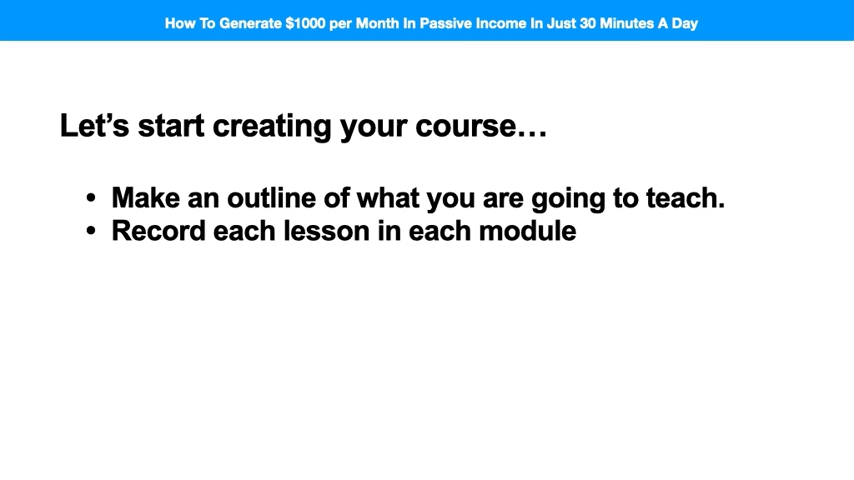 How To Generate $1000 per Month In Passive Income In Just 30 Minutes A Day
Let’s start creating your course…
• Make an outline of what you are going to teach.
• Record each lesson in each module